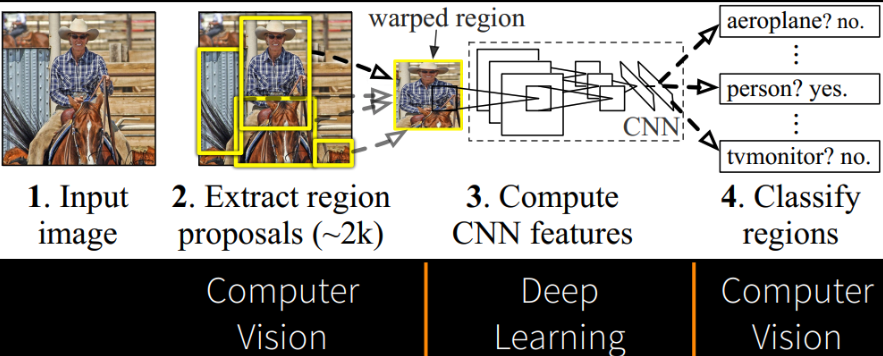 warped region
aeroplane? no.
⋮
person? yes.
⋮
tvmonitor? no.
CNN
1. Input
image
2. Extract region
proposals (~2k)
3. Compute
CNN features
4. Classify
regions
Computer
Vision
Deep
Learning
Computer
Vision